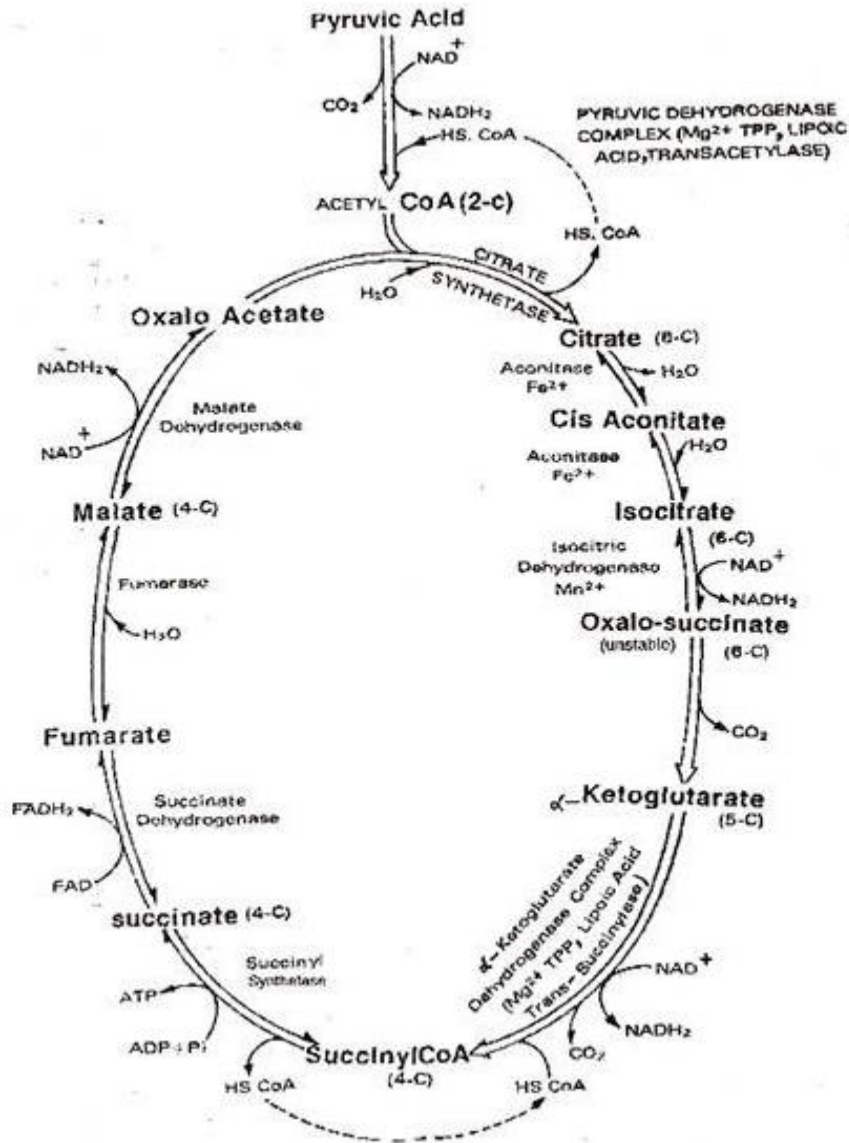 Pyruvic Acid
NAD+
CO2
NADH2
HS. CoA
PYRUVIC DEHYDROGENASE
COMPLEX (Mg2+ TPP, LIPOIC
ACID,TRANSACETYLASE)
ACETYL CoA (2-c)
HS. CoA
CITRATE
SYNTHETASE
H2O
Oxalo Acetate
Citrate (6-C)
Aconitase
Fe2+
H2O
Cis Aconitate
Aconitase
Fe2+
H2O
Isocitrate
(6-C)
Isocitric
Dehydrogenase
Mn2+
NAD+
NADH2
Oxalo-succinate
(unstable)
(6-C)
CO2
α-Ketoglutarate
(5-C)
α-Ketoglutarate
Dehydrogenase Complex
(Mg2+ TPP, Lipoic Acid
Trans-Succinylase)
NAD+
NADH2
CO2
HS CoA
SuccinylCoA
(4-C)
HS CoA
Succinyl
Synthetase
ATP
ADP+Pi
succinate (4-C)
Succinate
Dehydrogenase
FADH2
FAD
Fumarate
Fumarase
H2O
Malate (4-C)
Malate
Dehydrogenase
NADH2
NAD+